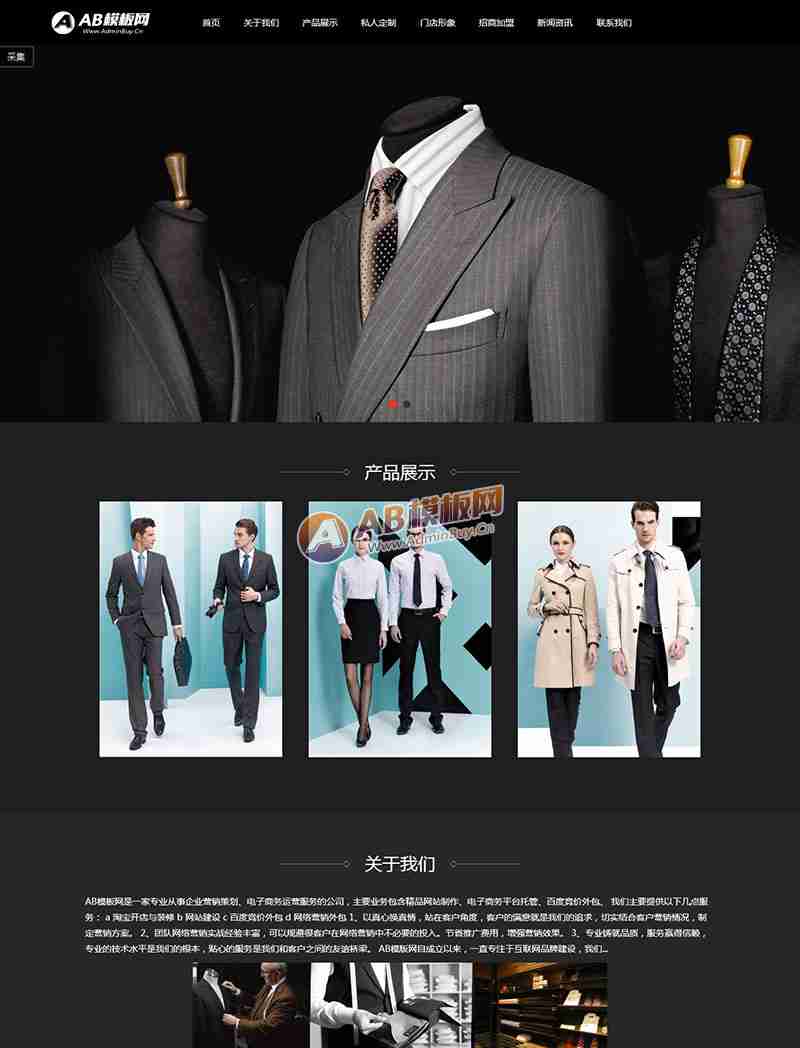 AB模板网
Www.AdminBuy.Cn
首页 关于我们 产品展示 私人定制 门店形象 招商加盟 新闻资讯 联系我们
采集
产品展示
AB模板网
Www.AdminBuy.Cn
关于我们
AB模板网是一家专业从事企业营销策划、电子商务运营服务的公司，主要业务包含精品网站制作、电子商务平台托管、百度竞价外包、 我们主要提供以下几点服
务： a 淘宝开店与装修 b 网站建设 c 百度竞价外包 d 网络营销外包 1、以真心换真情，站在客户角度，客户的满意就是我们的追求，切实结合客户营销情况，制
定营销方案。 2、团队网络营销实战经验丰富，可以规避很客户在网络营销中不必要的投入。节省推广费用，增强营销效果。 3、专业铸就品质，服务赢得信赖，
专业的技术水平是我们的根本，贴心的服务是我们和客户之间的友谊桥梁。 AB模板网自成立以来，一直专注于互联网品牌建设，我们...